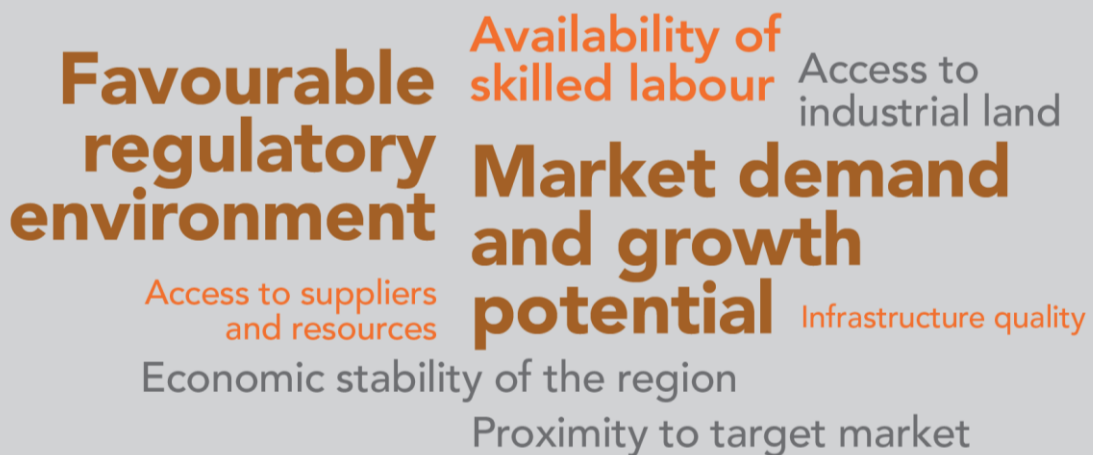 Favourable
regulatory
environment
Availability of
skilled labour
Access to
industrial land
Market demand
and growth
potential
Access to suppliers
and resources
Infrastructure quality
Economic stability of the region
Proximity to target market